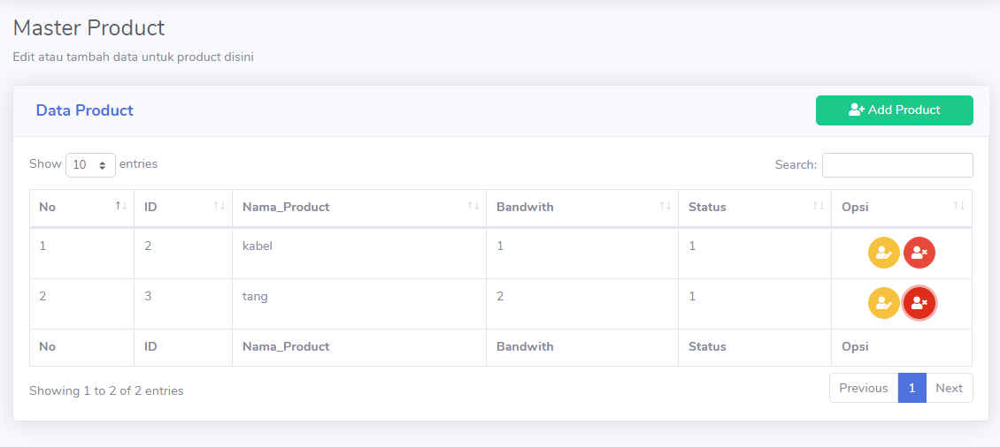 Master Product
Edit atau tambah data untuk product disini
Data Product
Add Product
Show 10 entries
Search:
No ID Nama_Product Bandwith Status Opsi
1 2 kabel 1 1
2 3 tang 2 1
No ID Nama_Product Bandwith Status Opsi
Showing 1 to 2 of 2 entries
Previous 1 Next